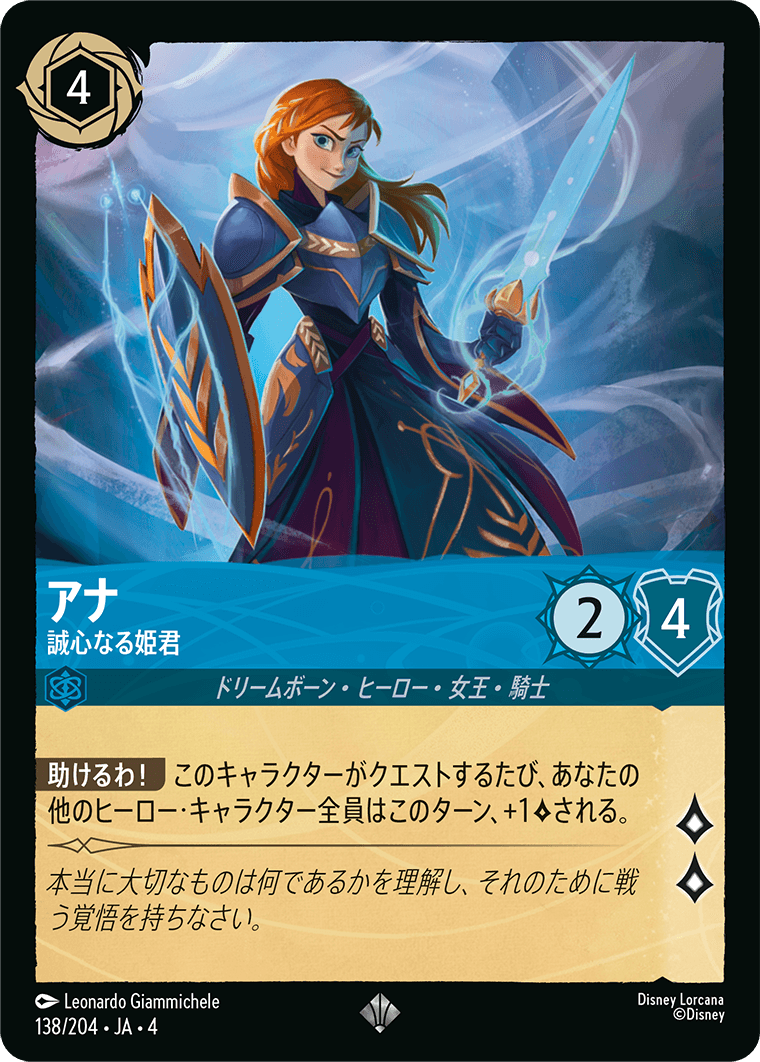 4
アナ
誠心なる姫君
2
4
ドリームボーン・ヒーロー・女王・騎士
助けるわ！ このキャラクターがクエストするたび、あなたの
他のヒーロー・キャラクター全員はこのターン、+1される。
本当に大切なものは何であるかを理解し、それのために戦
う覚悟を持ちなさい。
Leonardo Giammichele
138/204・JA・4
Disney Lorcana
©Disney